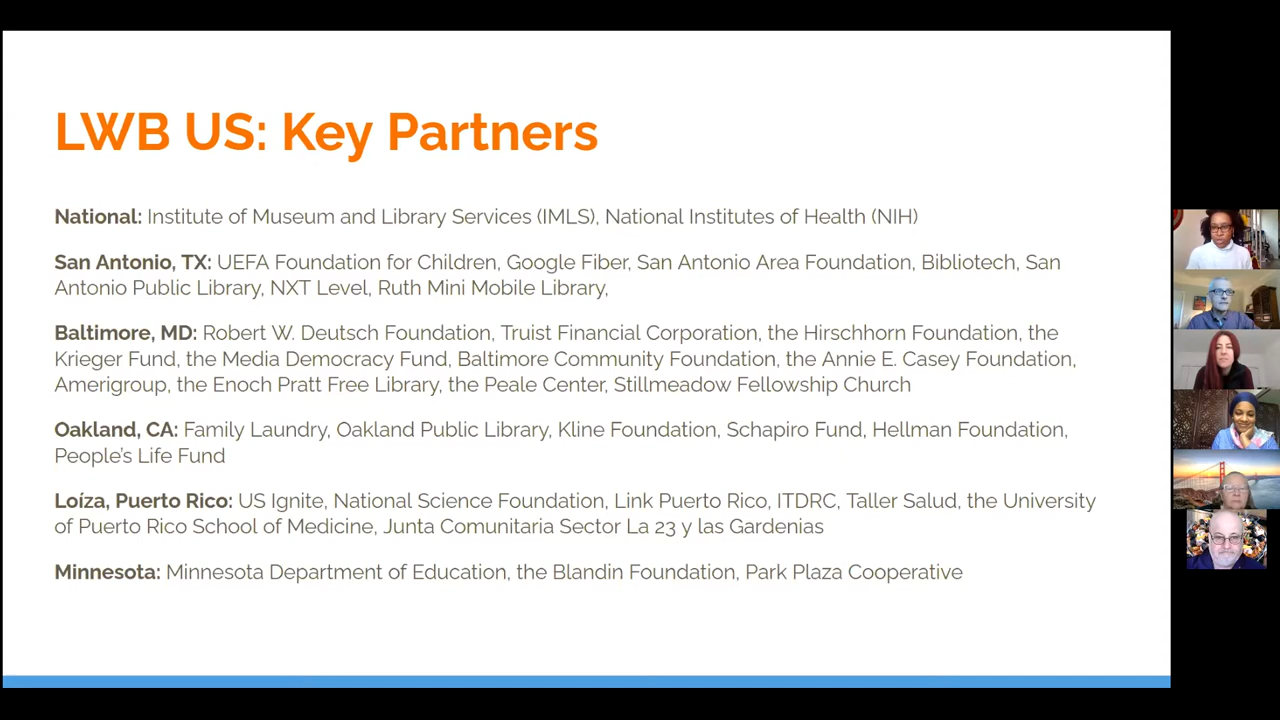 LWB US: Key Partners
National: Institute of Museum and Library Services (IMLS), National Institutes of Health (NIH)
San Antonio, TX: UEFA Foundation for Children, Google Fiber, San Antonio Area Foundation, Bibliotech, San
Antonio Public Library, NXT Level, Ruth Mini Mobile Library,
Baltimore, MD: Robert W. Deutsch Foundation, Truist Financial Corporation, the Hirschhorn Foundation, the
Krieger Fund, the Media Democracy Fund, Baltimore Community Foundation, the Annie E. Casey Foundation,
Amerigroup, the Enoch Pratt Free Library, the Peale Center, Stillmeadow Fellowship Church
Oakland, CA: Family Laundry, Oakland Public Library, Kline Foundation, Schapiro Fund, Hellman Foundation,
People’s Life Fund
Loíza, Puerto Rico: US Ignite, National Science Foundation, Link Puerto Rico, ITDRC, Taller Salud, the University
of Puerto Rico School of Medicine, Junta Comunitaria Sector La 23 y las Gardenias
Minnesota: Minnesota Department of Education, the Blandin Foundation, Park Plaza Cooperative